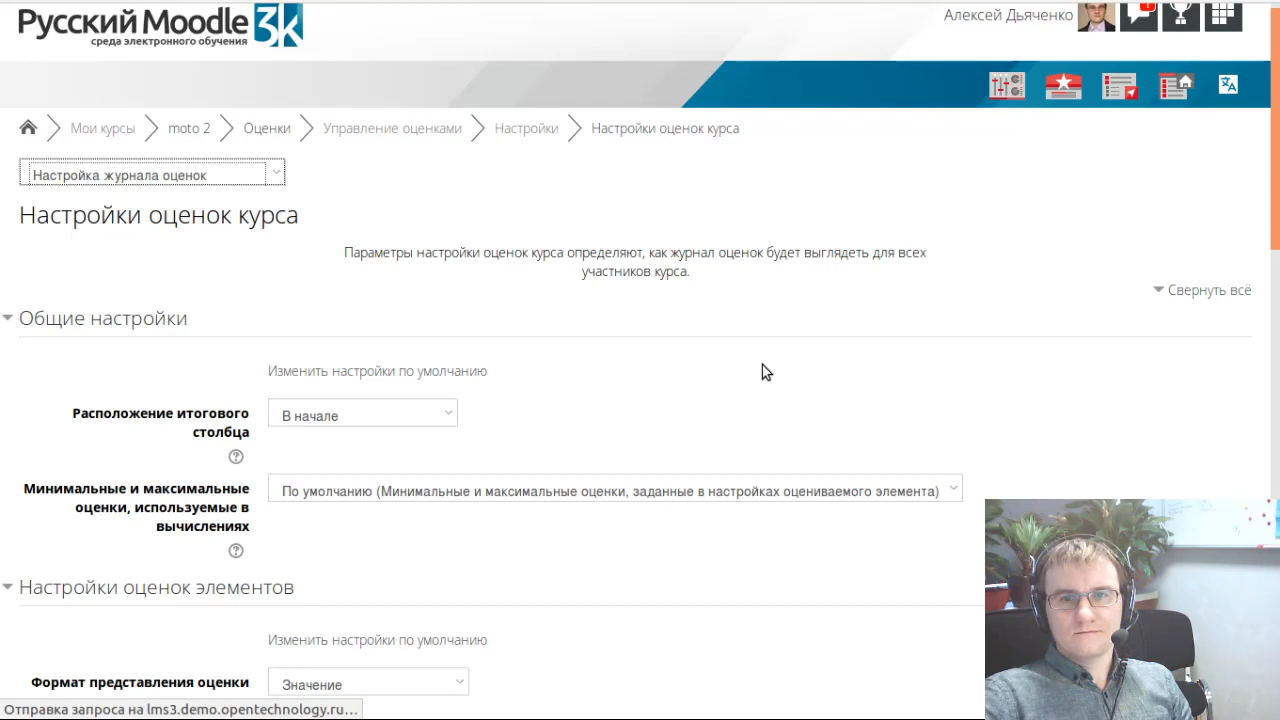 Русский Moodle 3k
среда электронного обучения
Алексей Дьяченко
1
Мои курсы
moto 2
Оценки
Управление оценками
Настройки
Настройки оценок курса
Настройка журнала оценок
Настройки оценок курса
Параметры настройки оценок курса определяют, как журнал оценок будет выглядеть для всех
участников курса.
Свернуть всё
Общие настройки
Изменить настройки по умолчанию
Расположение итогового
столбца
В начале
Минимальные и максимальные
оценки, используемые в
вычислениях
По умолчанию (Минимальные и максимальные оценки, заданные в настройках оцениваемого элемента)
Настройки оценок элементов
Изменить настройки по умолчанию
Формат представления оценки
Значение
Отправка запроса на lms3.demo.opentechnology.ru...